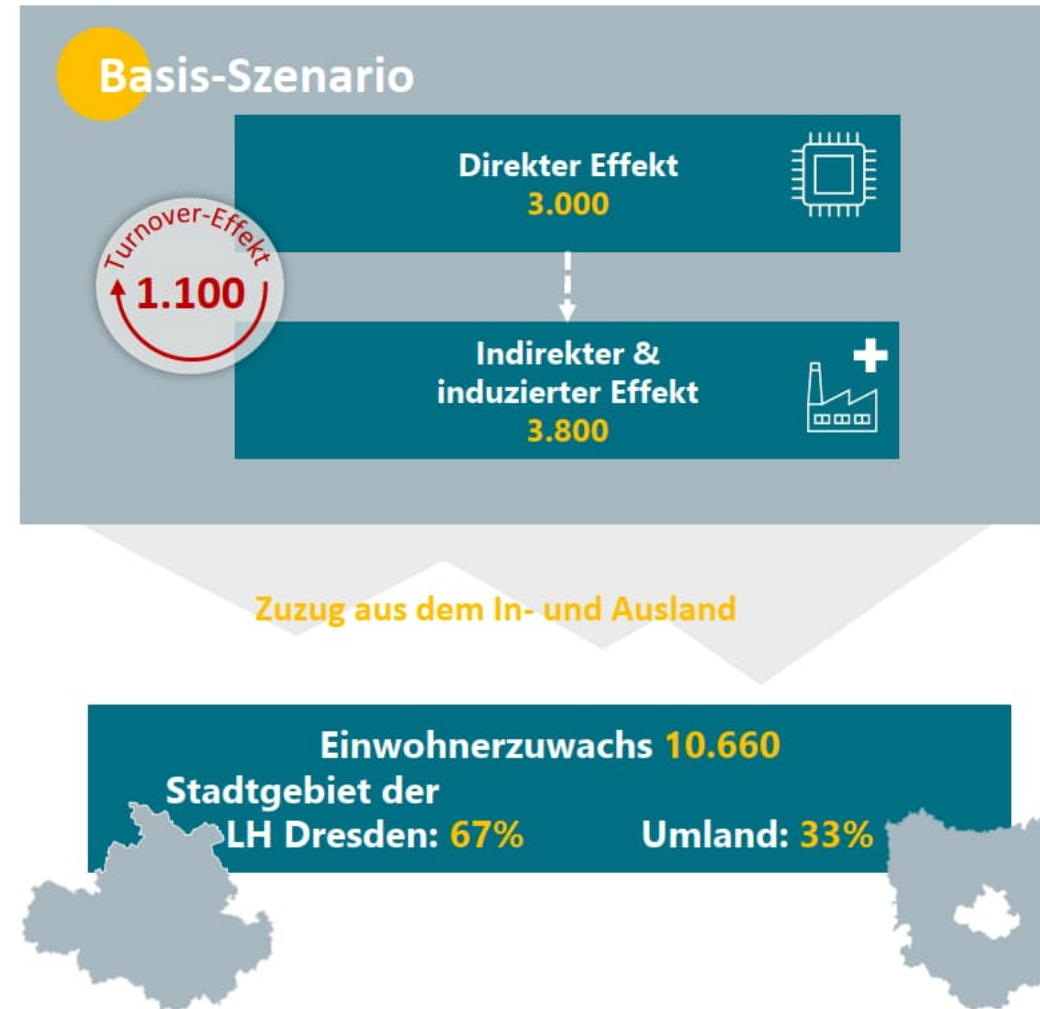 Basis-Szenario
Direkter Effekt
3.000
Turnover-Effekt
1.100
Indirekter &
induzierter Effekt
3.800
Zuzug aus dem In- und Ausland
Einwohnerzuwachs 10.660
Stadtgebiet der
LH Dresden: 67%
Umland: 33%